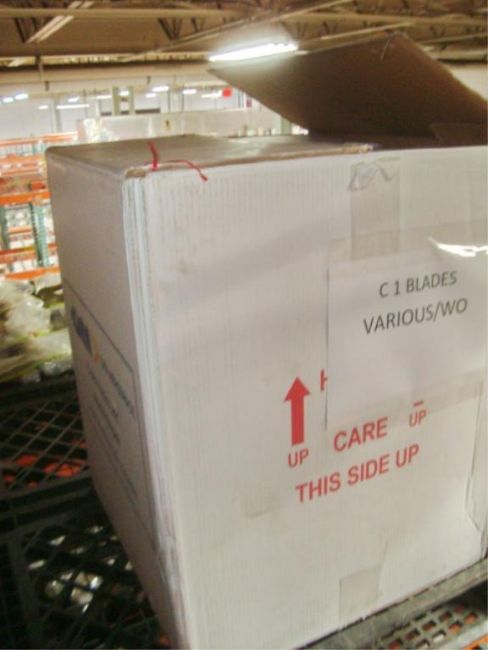 C 1 BLADES
VARIOUS/WO
UP
CARE
UP
THIS SIDE UP